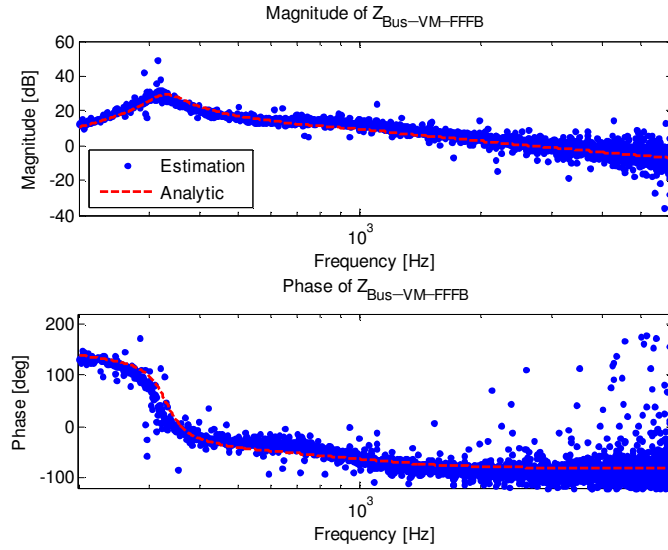 Magnitude of Z_Bus−VM−FFFB
60
40
20
0
-20
-40
Magnitude [dB]
Estimation
Analytic
10^3
Frequency [Hz]
Phase of Z_Bus−VM−FFFB
200
100
0
-100
Phase [deg]
10^3
Frequency [Hz]